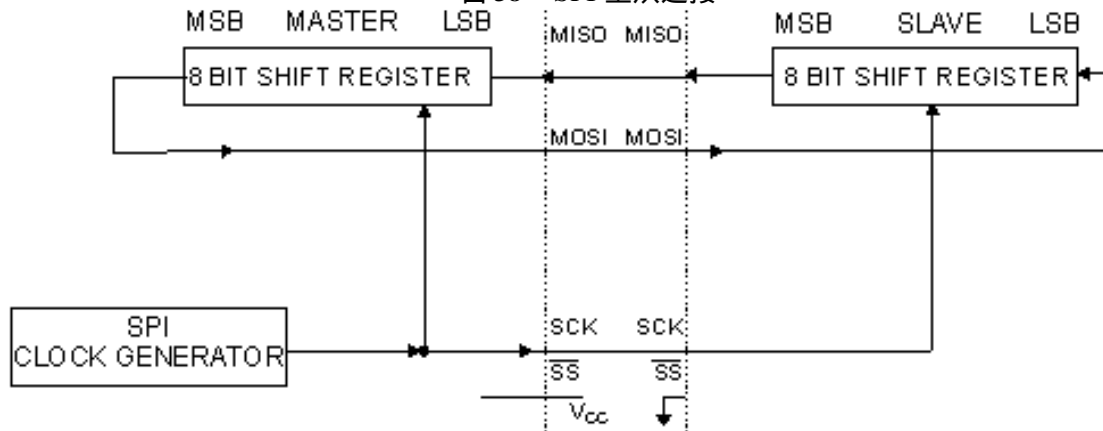 MSB MASTER LSB
MISO MISO
MSB SLAVE LSB
8 BIT SHIFT REGISTER
8 BIT SHIFT REGISTER
MOSI MOSI
SPI
CLOCK GENERATOR
SCK SCK
SS SS
VCC